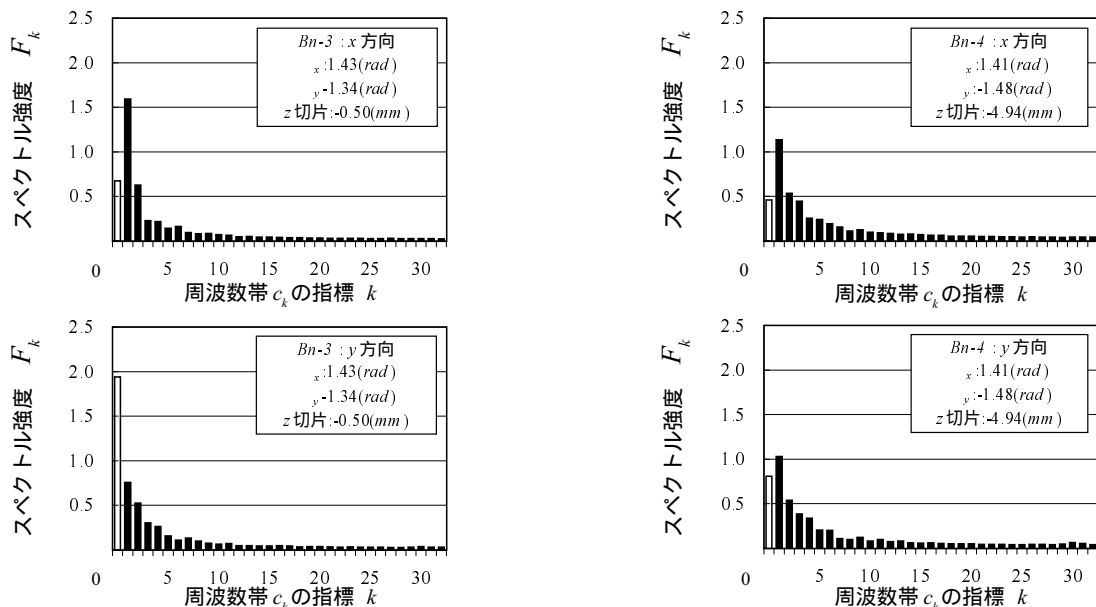 スペクトル強度 F_k
2.5
2.0
1.5
1.0
0.5
0
5
10
15
20
25
30
Bn-3 : x 方向
x:1.43(rad)
y-1.34(rad)
z 切片:-0.50(mm)
周波数帯 c_k の指標 k
スペクトル強度 F_k
2.5
2.0
1.5
1.0
0.5
0
5
10
15
20
25
30
Bn-4 : x 方向
x:1.41(rad)
y:-1.48(rad)
z 切片:-4.94(mm)
周波数帯 c_k の指標 k
スペクトル強度 F_k
2.5
2.0
1.5
1.0
0.5
0
5
10
15
20
25
30
Bn-3 : y 方向
x:1.43(rad)
y-1.34(rad)
z 切片:-0.50(mm)
周波数帯 c_k の指標 k
スペクトル強度 F_k
2.5
2.0
1.5
1.0
0.5
0
5
10
15
20
25
30
Bn-4 : y 方向
x:1.41(rad)
y:-1.48(rad)
z 切片:-4.94(mm)
周波数帯 c_k の指標 k